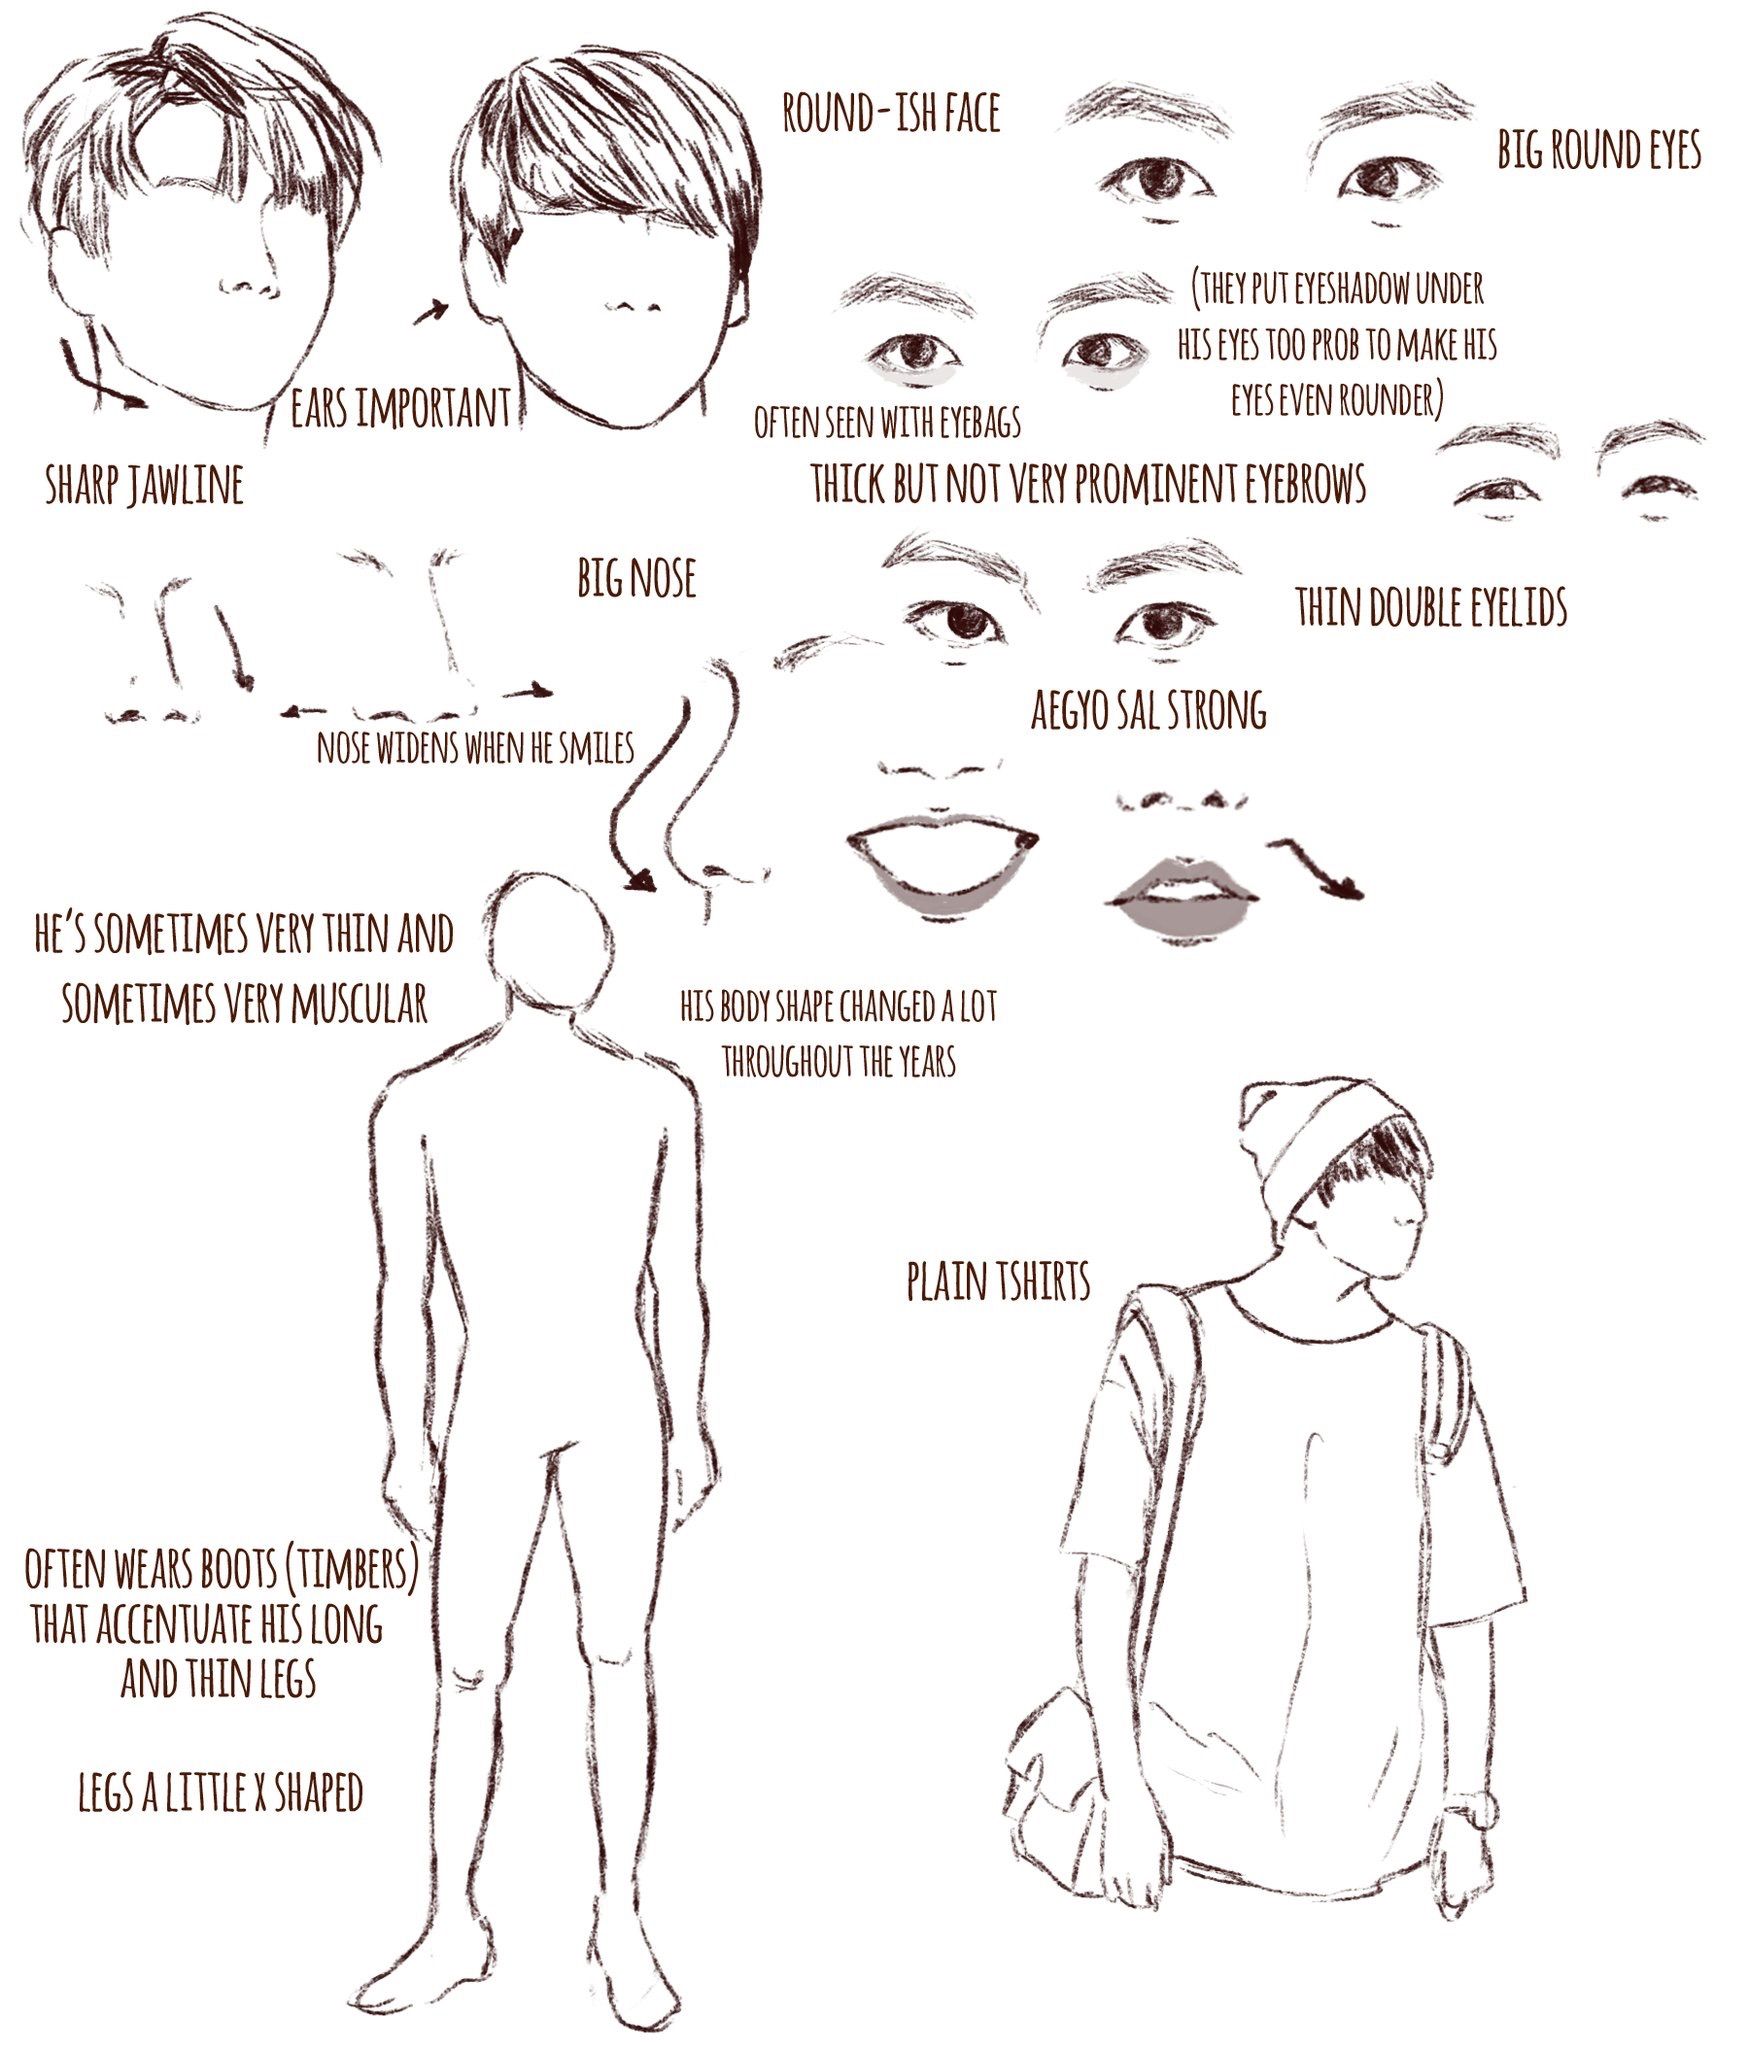 ROUND-ISH FACE
BIG ROUND EYES
(THEY PUT EYESHADOW UNDER
HIS EYES TOO PROB TO MAKE HIS
EYES EVEN ROUNDER)
EARS IMPORTANT
OFTEN SEEN WITH EYEBAGS
SHARP JAWLINE
THICK BUT NOT VERY PROMINENT EYEBROWS
BIG NOSE
THIN DOUBLE EYELIDS
AEGYO SAL STRONG
NOSE WIDENS WHEN HE SMILES
HE'S SOMETIMES VERY THIN AND
SOMETIMES VERY MUSCULAR
HIS BODY SHAPE CHANGED A LOT
THROUGHOUT THE YEARS
PLAIN TSHIRTS
OFTEN WEARS BOOTS (TIMBERS)
THAT ACCENTUATE HIS LONG
AND THIN LEGS
LEGS A LITTLE X SHAPED